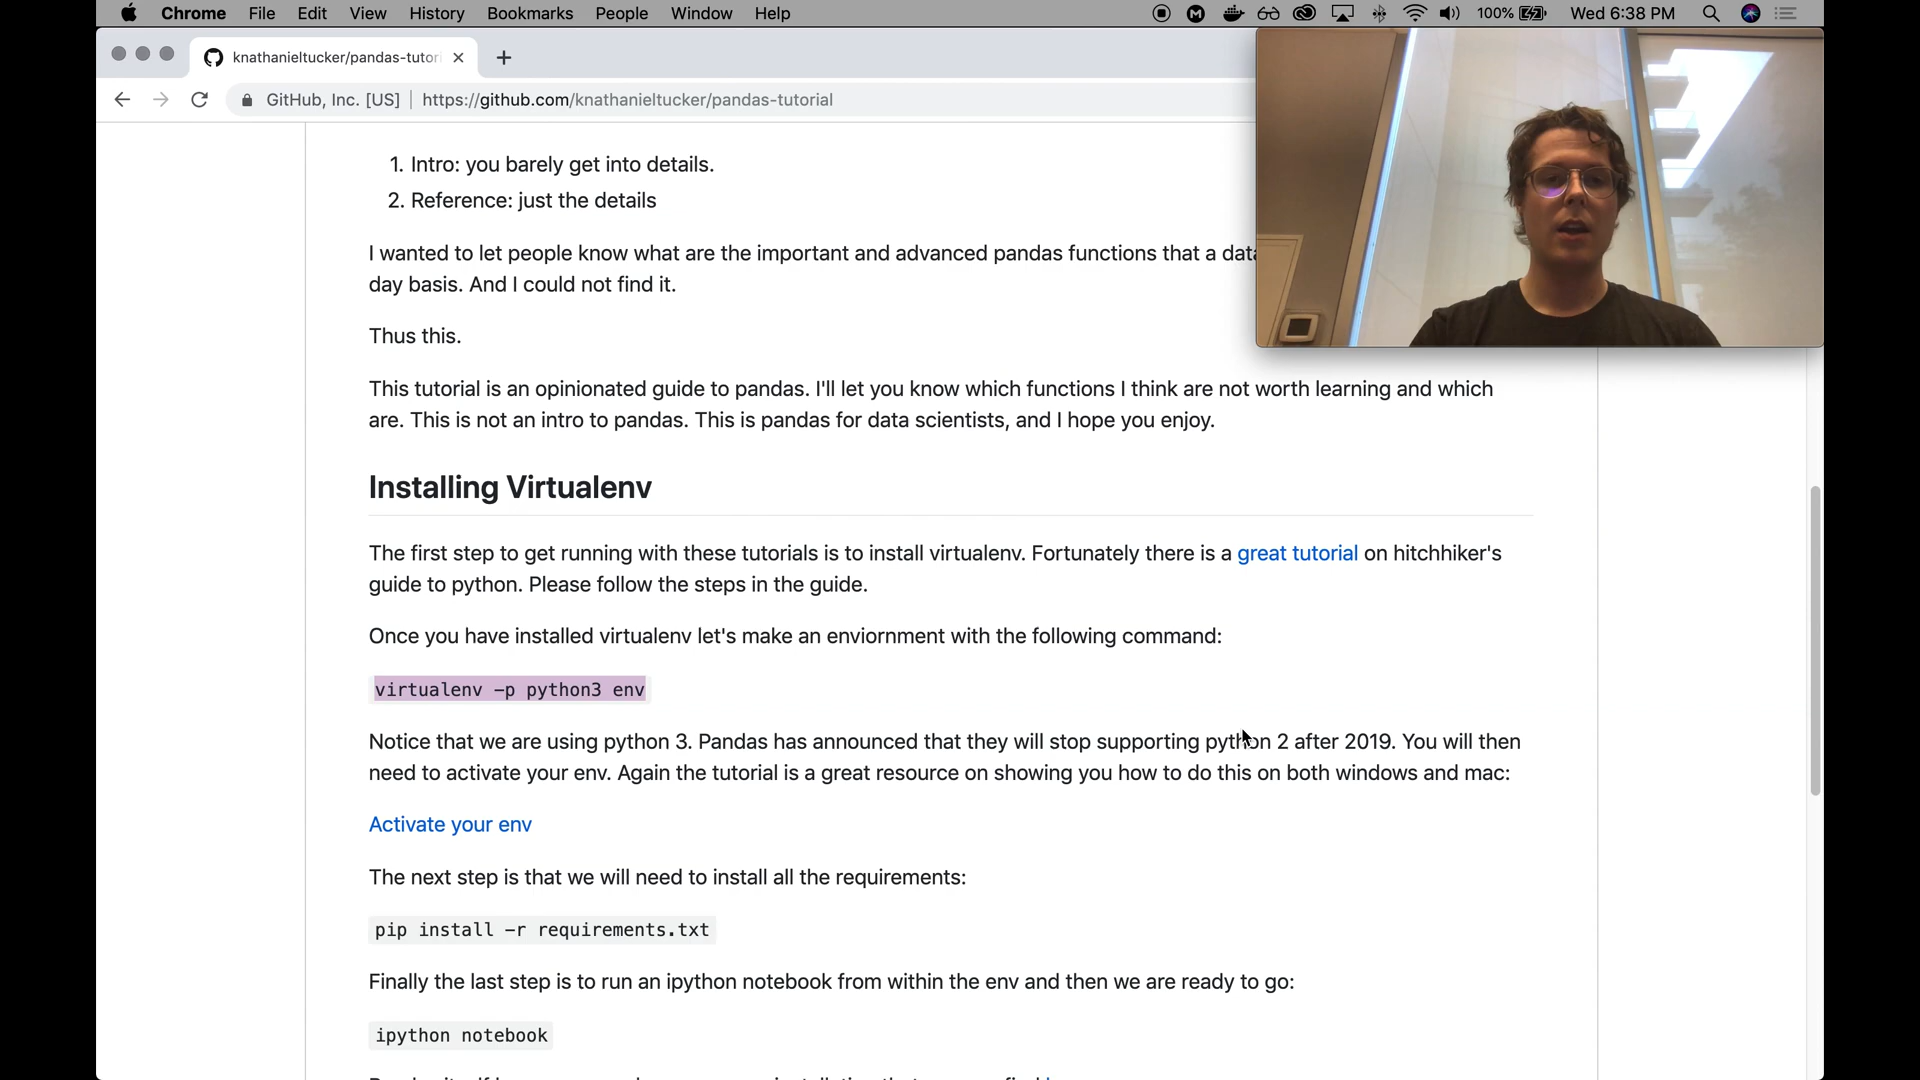 Chrome File Edit View History Bookmarks People Window Help 100% Wed 6:38 PM
knathanieltucker/pandas-tutori
GitHub, Inc. [US] https://github.com/knathanieltucker/pandas-tutorial
1. Intro: you barely get into details.
2. Reference: just the details
I wanted to let people know what are the important and advanced pandas functions that a data
day basis. And I could not find it.
Thus this.
This tutorial is an opinionated guide to pandas. I'll let you know which functions I think are not worth learning and which
are. This is not an intro to pandas. This is pandas for data scientists, and I hope you enjoy.
Installing Virtualenv
The first step to get running with these tutorials is to install virtualenv. Fortunately there is a great tutorial on hitchhiker's
guide to python. Please follow the steps in the guide.
Once you have installed virtualenv let's make an enviornment with the following command:
virtualenv -p python3 env
Notice that we are using python 3. Pandas has announced that they will stop supporting python 2 after 2019. You will then
need to activate your env. Again the tutorial is a great resource on showing you how to do this on both windows and mac:
Activate your env
The next step is that we will need to install all the requirements:
pip install -r requirements.txt
Finally the last step is to run an ipython notebook from within the env and then we are ready to go:
ipython notebook